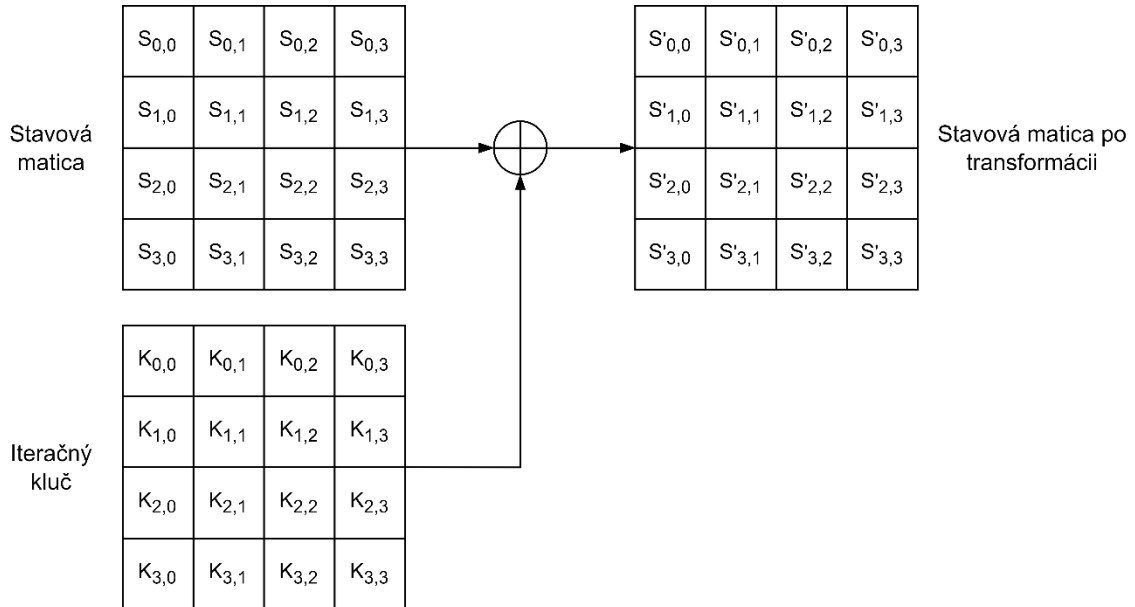 S0,0 S0,1 S0,2 S0,3
S1,0 S1,1 S1,2 S1,3
S2,0 S2,1 S2,2 S2,3
S3,0 S3,1 S3,2 S3,3
Stavová
matica
S'0,0 S'0,1 S'0,2 S'0,3
S'1,0 S'1,1 S'1,2 S'1,3
S'2,0 S'2,1 S'2,2 S'2,3
S'3,0 S'3,1 S'3,2 S'3,3
Stavová matica po
transformácii
K0,0 K0,1 K0,2 K0,3
K1,0 K1,1 K1,2 K1,3
K2,0 K2,1 K2,2 K2,3
K3,0 K3,1 K3,2 K3,3
Iteračný
kluč